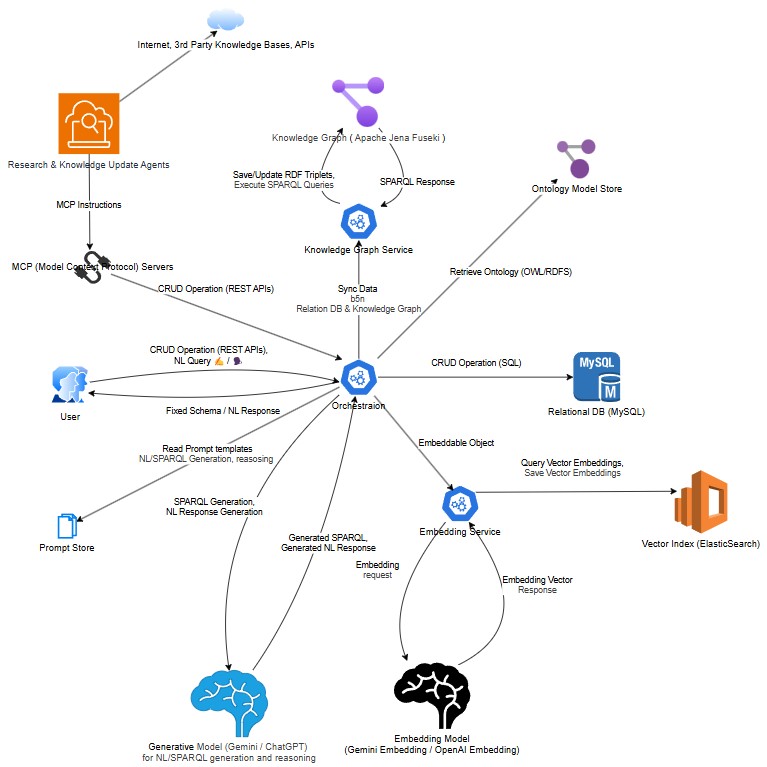 Internet, 3rd Party Knowledge Bases, APIs
Knowledge Graph ( Apache Jena Fuseki )
Research & Knowledge Update Agents
Save/Update RDF Triplets,
Execute SPARQL Queries
SPARQL Response
Ontology Model Store
MCP Instructions
Knowledge Graph Service
MCP (Model Context Protocol) Servers
Retrieve Ontology (OWL/RDFS)
CRUD Operation (REST APIs)
Sync Data
b5n
Relation DB & Knowledge Graph
CRUD Operation (REST APIs),
NL Query ✍️ / 🗣️
CRUD Operation (SQL)
MySQL
M
User
Fixed Schema / NL Response
Orchestraion
Relational DB (MySQL)
Read Prompt templates
NL/SPARQL Generation, reasosing
Embeddable Object
Query Vector Embeddings,
Save Vector Embeddings
SPARQL Generation,
NL Response Generation
Prompt Store
Embedding Service
Vector Index (ElasticSearch)
Generated SPARQL,
Generated NL Response
Embedding
request
Embedding Vector
Response
Generative Model (Gemini / ChatGPT)
for NL/SPARQL generation and reasoning
Embedding Model
(Gemini Embedding / OpenAI Embedding)